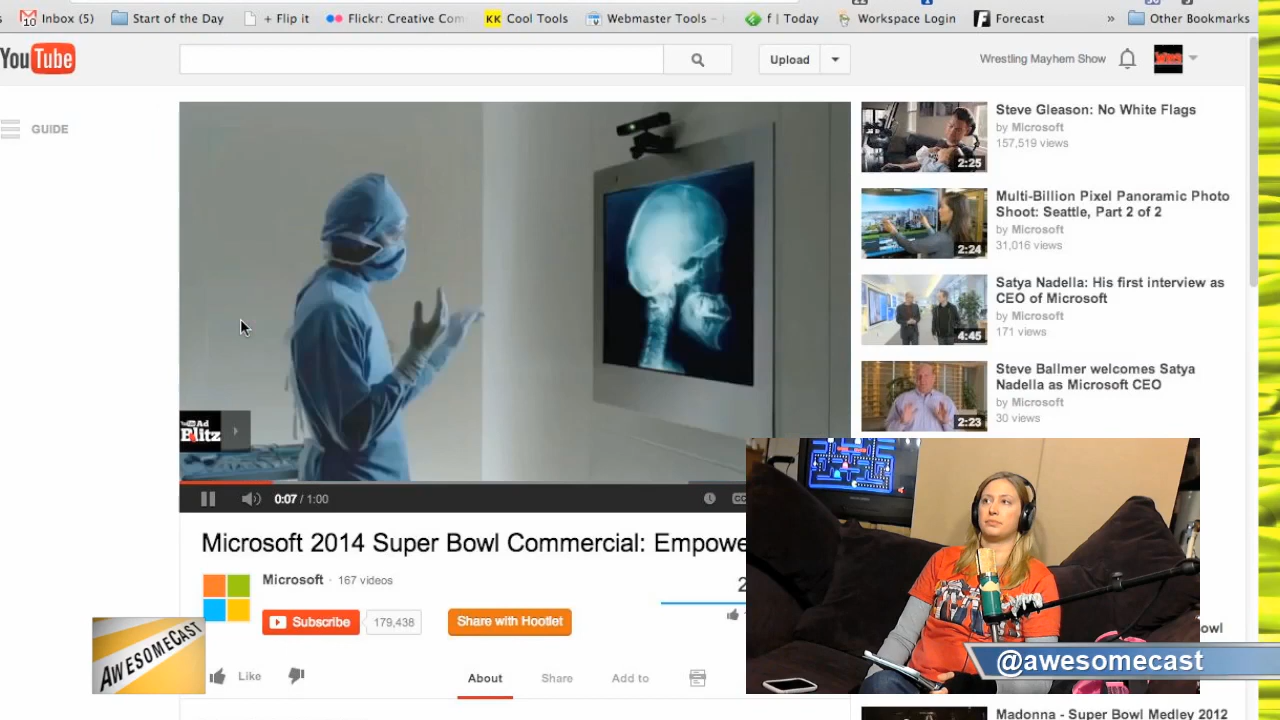 Inbox (5)
Start of the Day
+ Flip it
Flickr: Creative Com
KK Cool Tools
Webmaster Tools –
f | Today
Workspace Login
Forecast
»
Other Bookmarks
YouTube
Upload
Wrestling Mayhem Show
GUIDE
Steve Gleason: No White Flags
by Microsoft
157,519 views
2:25
Multi-Billion Pixel Panoramic Photo
Shoot: Seattle, Part 2 of 2
by Microsoft
31,016 views
2:24
Satya Nadella: His first interview as
CEO of Microsoft
by Microsoft
171 views
4:45
Steve Ballmer welcomes Satya
Nadella as Microsoft CEO
by Microsoft
30 views
2:23
Ad
Blitz
0:07 / 1:00
Microsoft 2014 Super Bowl Commercial: Empowe
Microsoft · 167 videos
Subscribe
179,438
Share with Hootlet
2
AWESOMECAST
Like
About
Share
Add to
owl
@awesomecast
Madonna - Super Bowl Medley 2012